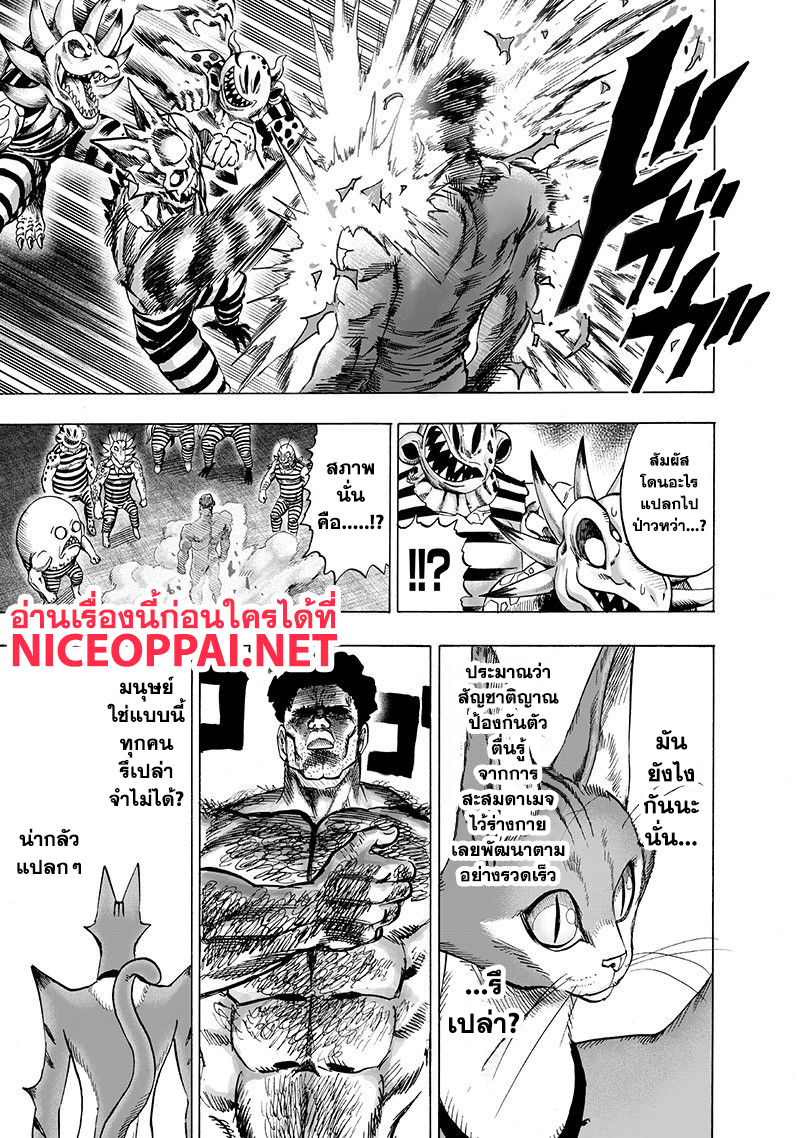 ドガガッ
สัมผัส
โดนอะไร
แปลกไป
ป่าวหว่า...?
!!?
สภาพ
นั่น
คือ.....!?
อ่านเรื่องนี้ก่อนใครได้ที่
NICEOPPAI.NET
มัน
ยังไง
กันนะ
นั่น...
ประมาณว่า
สัญชาติญาณ
ป้องกันตัว
ตื่นรู้
จากการ
สะสมดาเมจ
ไว้ร่างกาย
เลยพัฒนาตาม
อย่างรวดเร็ว
...รึ
เปล่า?
ゴゴ
มนุษย์
ใช่แบบนี้
ทุกคน
รึเปล่า
จำไม่ได้?
น่ากลัว
แปลกๆ